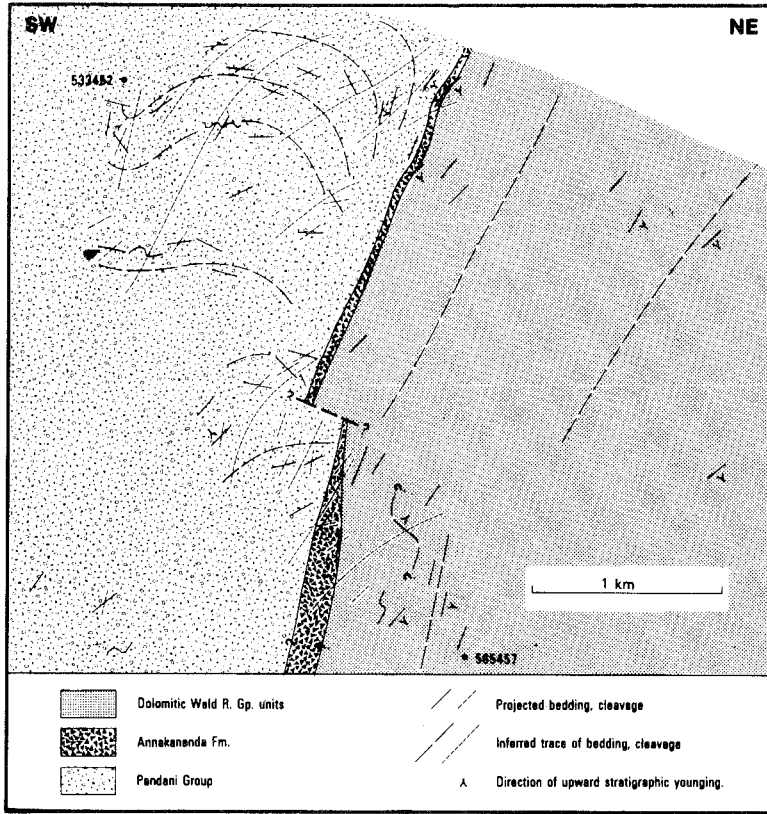 SW NE
533482
? ?
?
?
1 km
?
565457
Dolomitic Weld R. Gp. units
Annakananda Fm.
Pandani Group
Projected bedding, cleavage
Inferred trace of bedding, cleavage
Direction of upward stratigraphic younging.